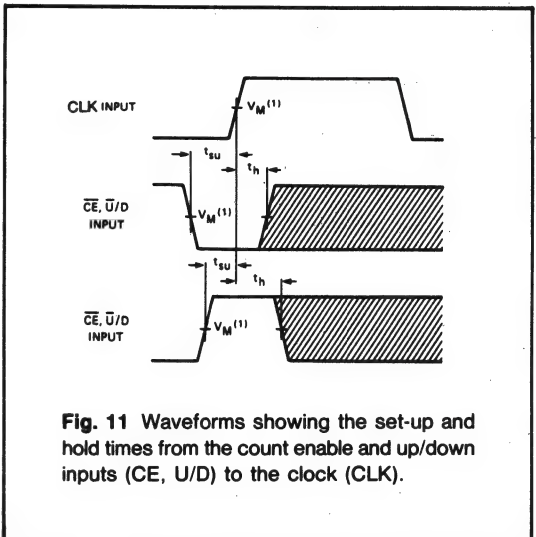 CLK INPUT
VM(1)
tsu
th
CE, U/D
INPUT
VM(1)
tsu
th
CE, U/D
INPUT
VM(1)
Fig. 11 Waveforms showing the set-up and
hold times from the count enable and up/down
inputs (CE, U/D) to the clock (CLK).